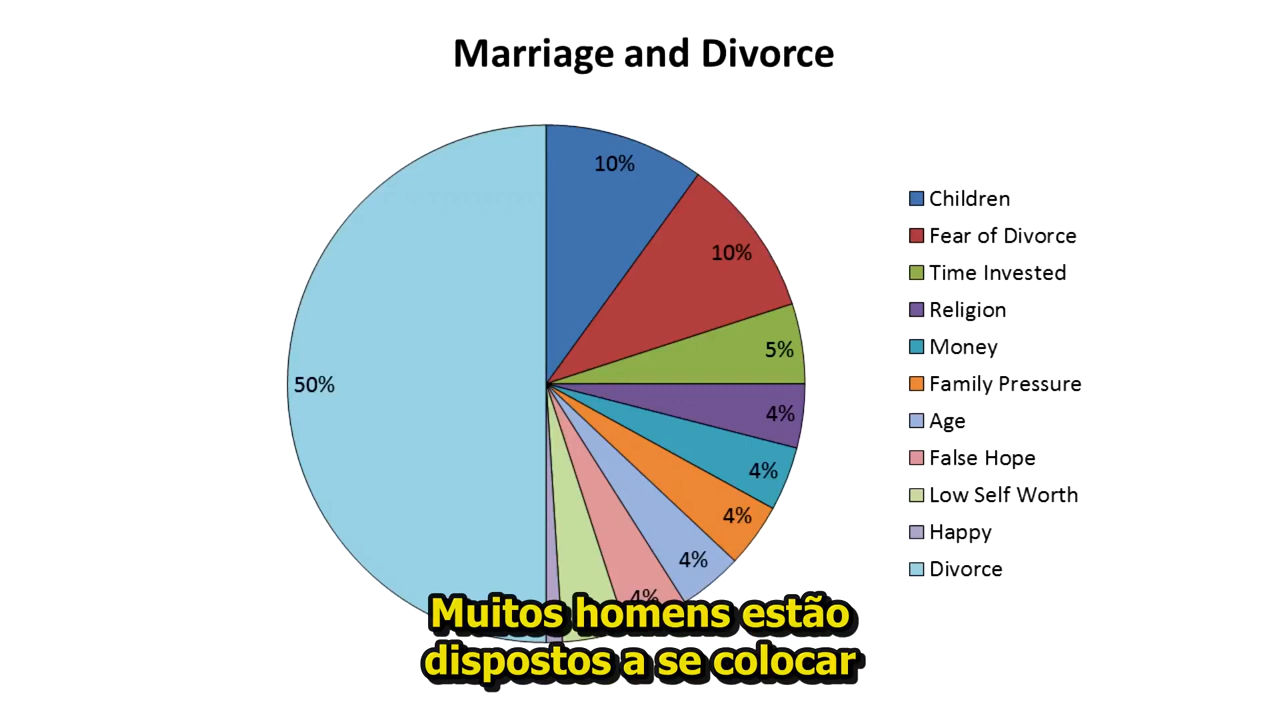 Marriage and Divorce
10%
10%
5%
4%
4%
4%
4%
4%
50%
Children
Fear of Divorce
Time Invested
Religion
Money
Family Pressure
Age
False Hope
Low Self Worth
Happy
Divorce
Muitos homens estão
dispostos a se colocar